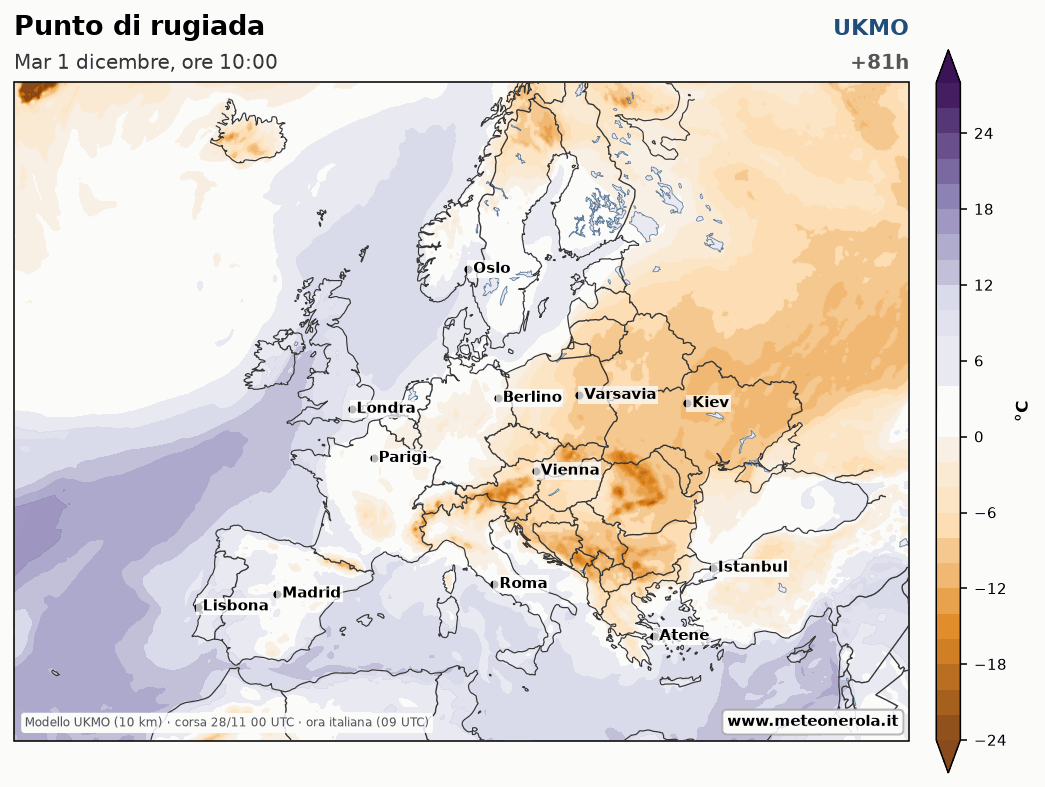 Punto di rugiada
UKMO
Mar 1 dicembre, ore 10:00
+81h
Oslo
Berlino
Varsavia
Kiev
Londra
Parigi
Vienna
Istanbul
Madrid
Roma
Lisbona
Atene
Modello UKMO (10 km) · corsa 28/11 00 UTC · ora italiana (09 UTC)
www.meteonerola.it
24
18
12
6
0
−6
−12
−18
−24
°C